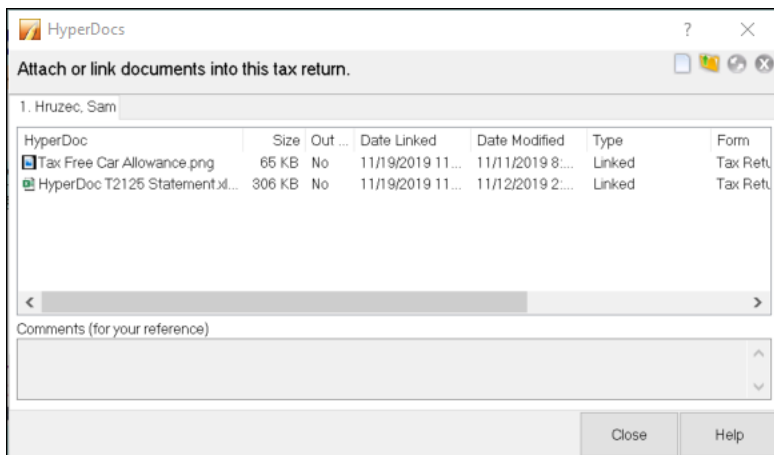 HyperDocs ?
Attach or link documents into this tax return.
1. Hruzec, Sam
HyperDoc Size Out ... Date Linked Date Modified Type Form
Tax Free Car Allowance.png 65 KB No 11/19/2019 11... 11/11/2019 8:... Linked Tax Retu
HyperDoc T2125 Statement.xl... 306 KB No 11/19/2019 11... 11/12/2019 2:... Linked Tax Retu
Comments (for your reference)
Close Help